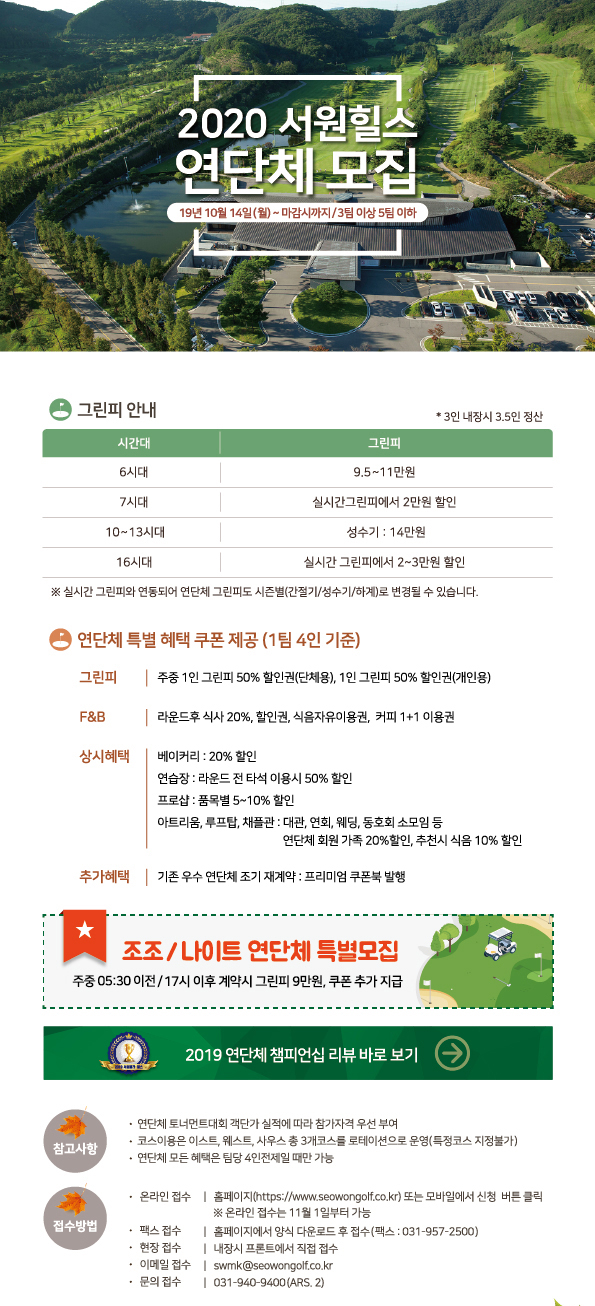 2020 서원힐스
연단체 모집
19년 10월 14일(월) ~ 마감시까지/3팀 이상 5팀 이하
그린피 안내
* 3인 내장시 3.5인 정산
시간대 그린피
6시대 9.5~11만원
7시대 실시간그린피에서 2만원 할인
10~13시대 성수기 : 14만원
16시대 실시간 그린피에서 2~3만원 할인
※ 실시간 그린피와 연동되어 연단체 그린피도 시즌별(간절기/성수기/하계)로 변경될 수 있습니다.
연단체 특별 혜택 쿠폰 제공 (1팀 4인 기준)
그린피 | 주중 1인 그린피 50% 할인권(단체용), 1인 그린피 50% 할인권(개인용)
F&B | 라운드후 식사 20%, 할인권, 식음자유이용권, 커피 1+1 이용권
상시혜택 | 베이커리 : 20% 할인
연습장 : 라운드 전 타석 이용시 50% 할인
프로샵 : 품목별 5~10% 할인
아트리움, 루프탑, 채플관 : 대관, 연회, 웨딩, 동호회 소모임 등
연단체 회원 가족 20%할인, 추천시 식음 10% 할인
추가혜택 | 기존 우수 연단체 조기 재계약 : 프리미엄 쿠폰북 발행
조조/나이트 연단체 특별모집
주중 05:30 이전/17시 이후 계약시 그린피 9만원, 쿠폰 추가 지급
2019 연단체 챔피언십 리뷰 바로 보기
참고사항
· 연단체 토너먼트대회 객단가 실적에 따라 참가자격 우선 부여
· 코스이용은 이스트, 웨스트, 사우스 총 3개코스를 로테이션으로 운영(특정코스 지정불가)
· 연단체 모든 혜택은 팀당 4인전제일 때만 가능
접수방법
· 온라인 접수 | 홈페이지(https://www.seowongolf.co.kr) 또는 모바일에서 신청 버튼 클릭
※ 온라인 접수는 11월 1일부터 가능
· 팩스 접수 | 홈페이지에서 양식 다운로드 후 접수(팩스 : 031-957-2500)
· 현장 접수 | 내장시 프론트에서 직접 접수
· 이메일 접수 | swmk@seowongolf.co.kr
· 문의 접수 | 031-940-9400(ARS. 2)